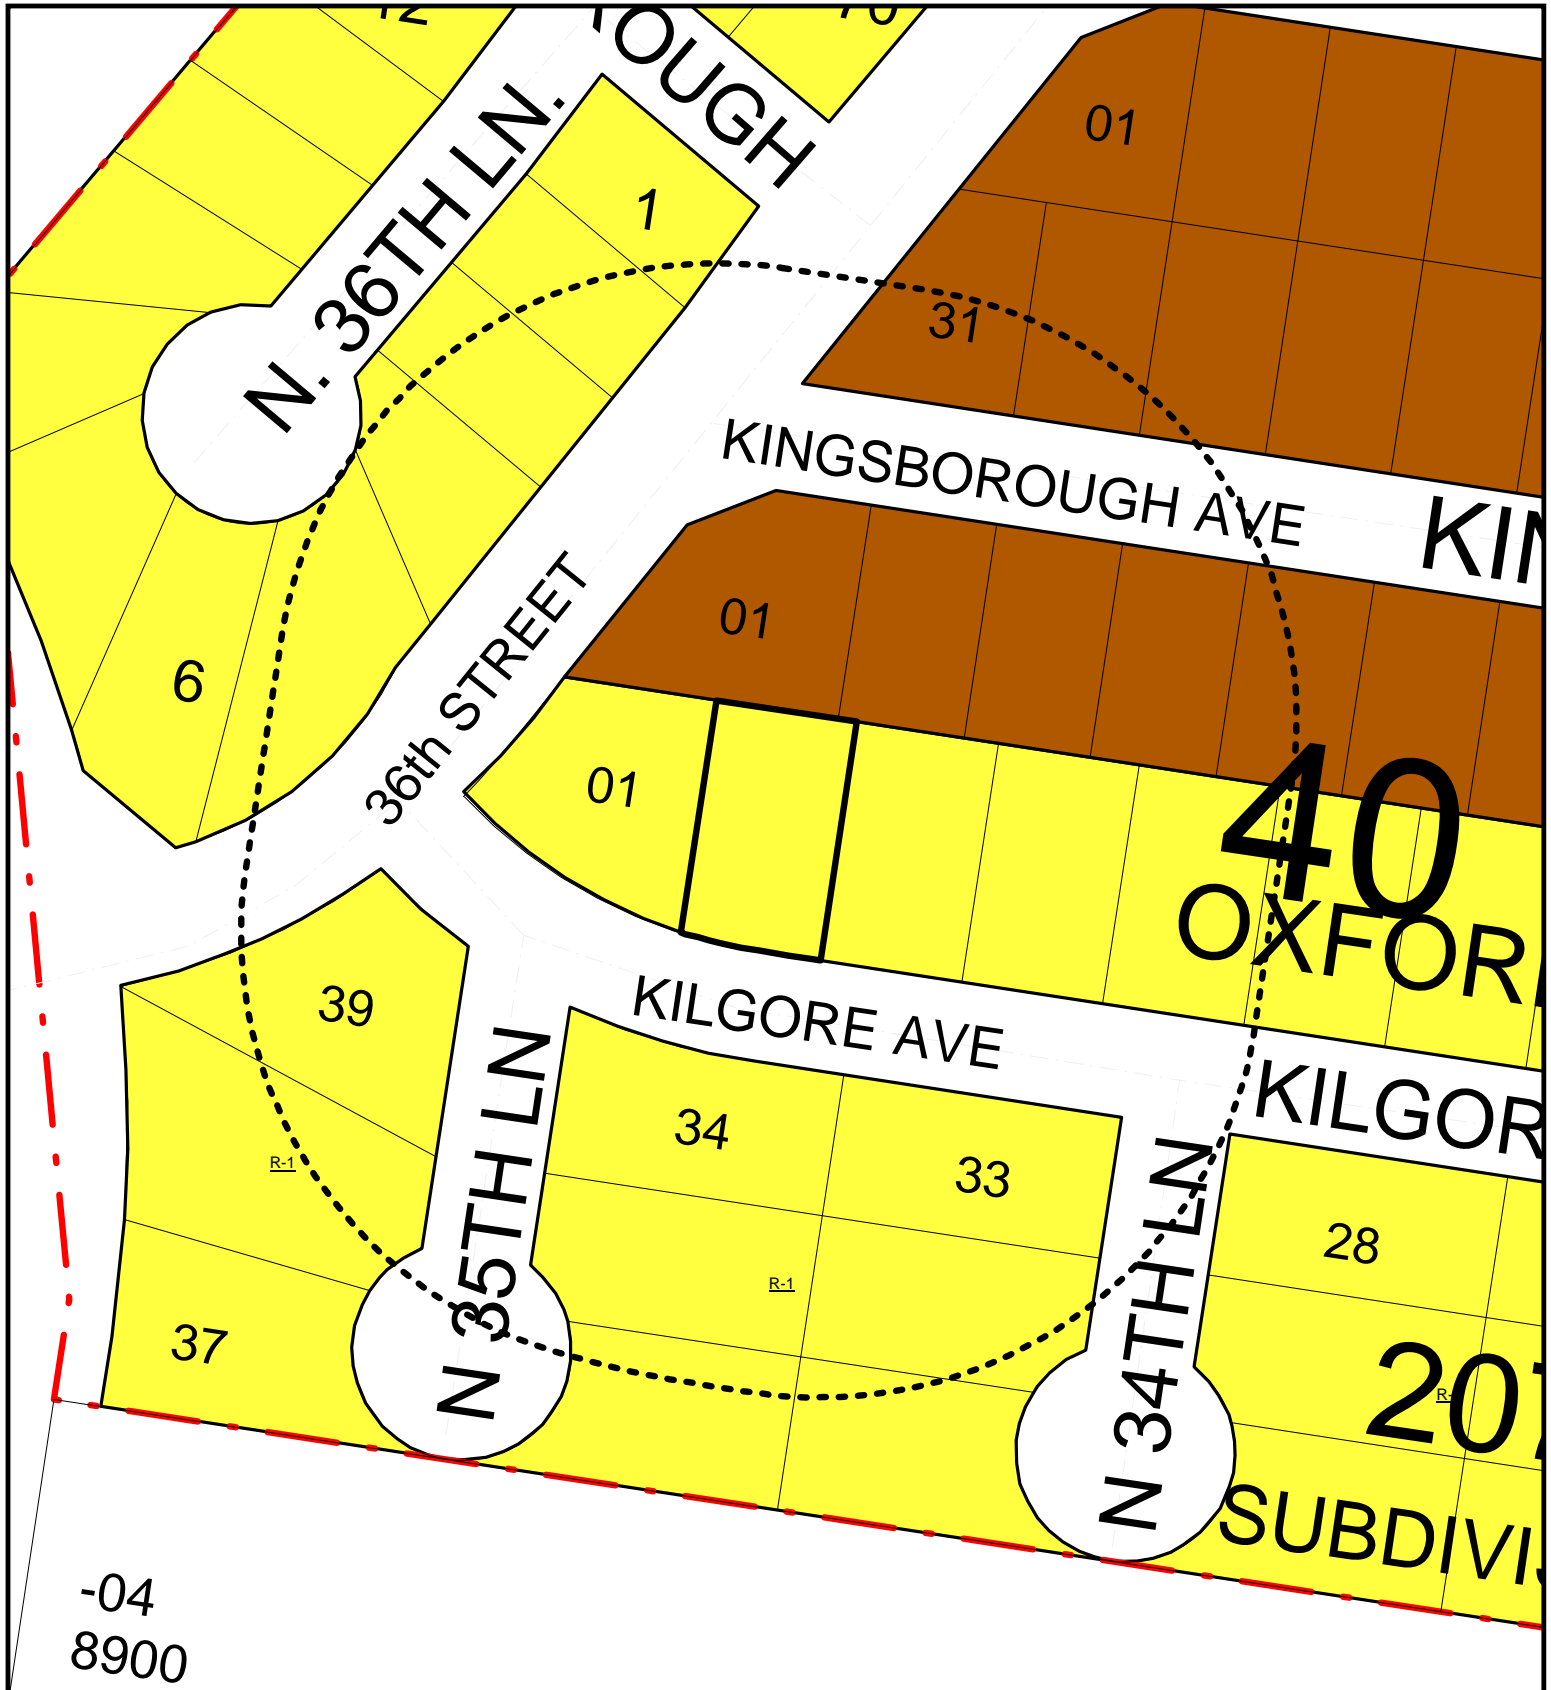 OUGH
N. 36TH LN.
01
1
31
KINGSBOROUGH AVE
KIN
01
36th STREET
6
01
40
OXFOR
39
KILGORE AVE
KILGOR
N 35TH LN
34
33
N 34TH LN
28
R-1
R-1
37
207
R-
SUBDIVI
-04
8900